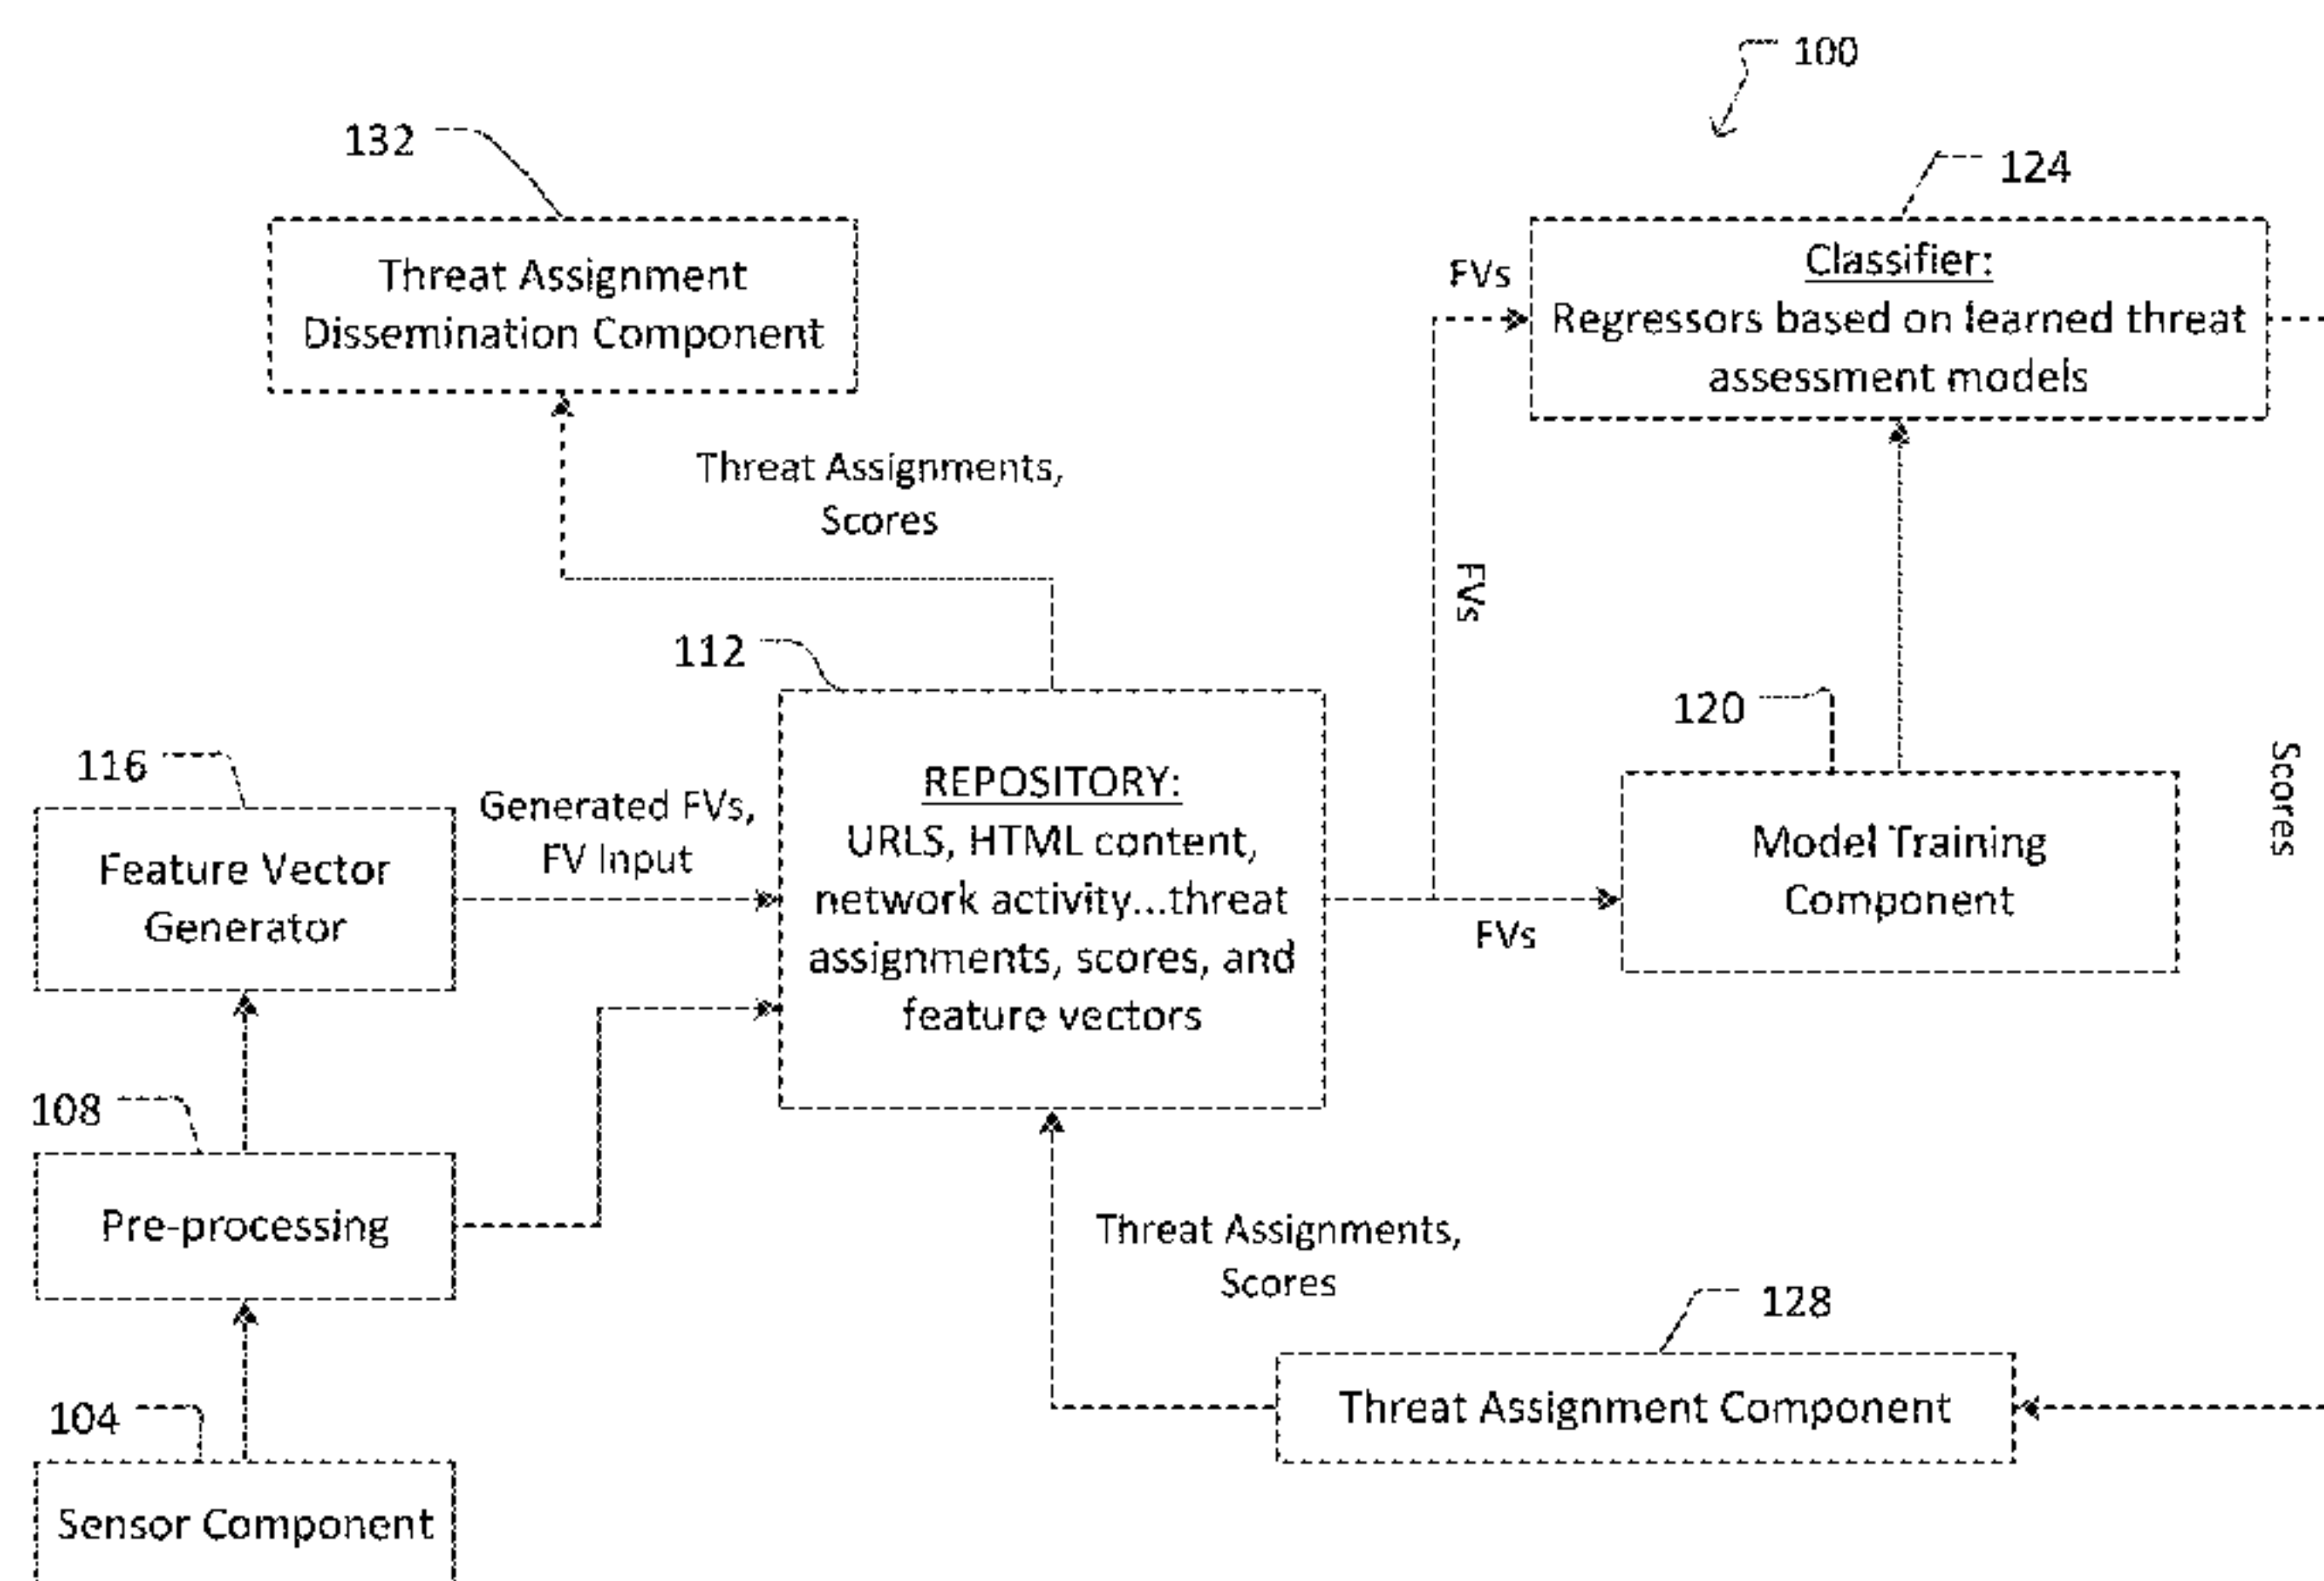 100
132
124
Threat Assignment
Dissemination Component
FVs
Classifier:
Regressors based on learned threat
assessment models
Threat Assignments,
Scores
FVs
112
120
116
Generated FVs,
FV Input
Feature Vector
Generator
REPOSITORY:
URLS, HTML content,
network activity...threat
assignments, scores, and
feature vectors
FVs
Model Training
Component
Scores
108
Pre-processing
Threat Assignments,
Scores
128
Threat Assignment Component
104
Sensor Component